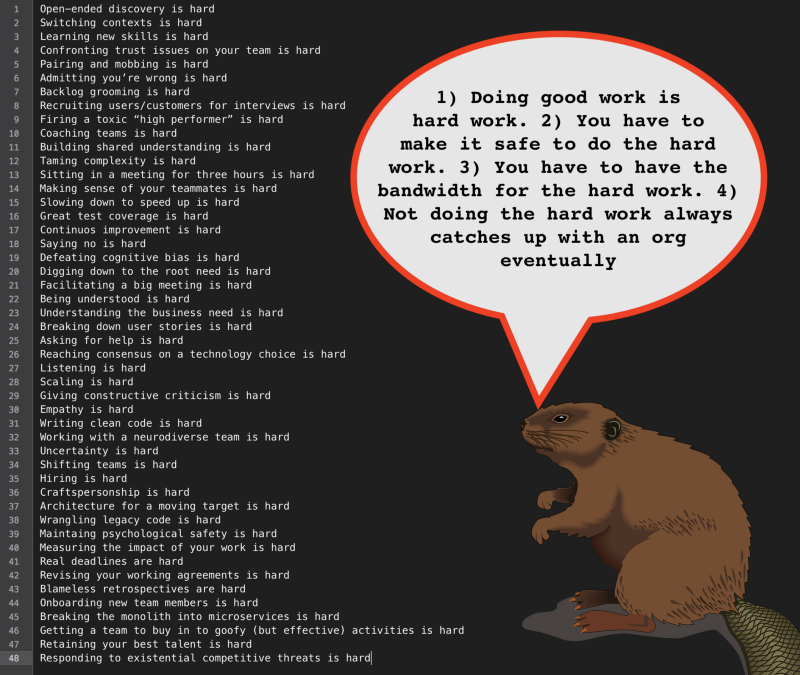 1 Open-ended discovery is hard
2 Switching contexts is hard
3 Learning new skills is hard
4 Confronting trust issues on your team is hard
5 Pairing and mobbing is hard
6 Admitting you’re wrong is hard
7 Backlog grooming is hard
8 Recruiting users/customers for interviews is hard
9 Firing a toxic “high performer” is hard
10 Coaching teams is hard
11 Building shared understanding is hard
12 Taming complexity is hard
13 Sitting in a meeting for three hours is hard
14 Making sense of your teammates is hard
15 Slowing down to speed up is hard
16 Great test coverage is hard
17 Continuos improvement is hard
18 Saying no is hard
19 Defeating cognitive bias is hard
20 Digging down to the root need is hard
21 Facilitating a big meeting is hard
22 Being understood is hard
23 Understanding the business need is hard
24 Breaking down user stories is hard
25 Asking for help is hard
26 Reaching consensus on a technology choice is hard
27 Listening is hard
28 Scaling is hard
29 Giving constructive criticism is hard
30 Empathy is hard
31 Writing clean code is hard
32 Working with a neurodiverse team is hard
33 Uncertainty is hard
34 Shifting teams is hard
35 Hiring is hard
36 Craftspersonship is hard
37 Architecture for a moving target is hard
38 Wrangling legacy code is hard
39 Maintaing psychological safety is hard
40 Measuring the impact of your work is hard
41 Real deadlines are hard
42 Revising your working agreements is hard
43 Blameless retrospectives are hard
44 Onboarding new team members is hard
45 Breaking the monolith into microservices is hard
46 Getting a team to buy in to goofy (but effective) activities is hard
47 Retaining your best talent is hard
48 Responding to existential competitive threats is hard
1) Doing good work is
hard work. 2) You have to
make it safe to do the hard
work. 3) You have to have the
bandwidth for the hard work. 4)
Not doing the hard work always
catches up with an org
eventually